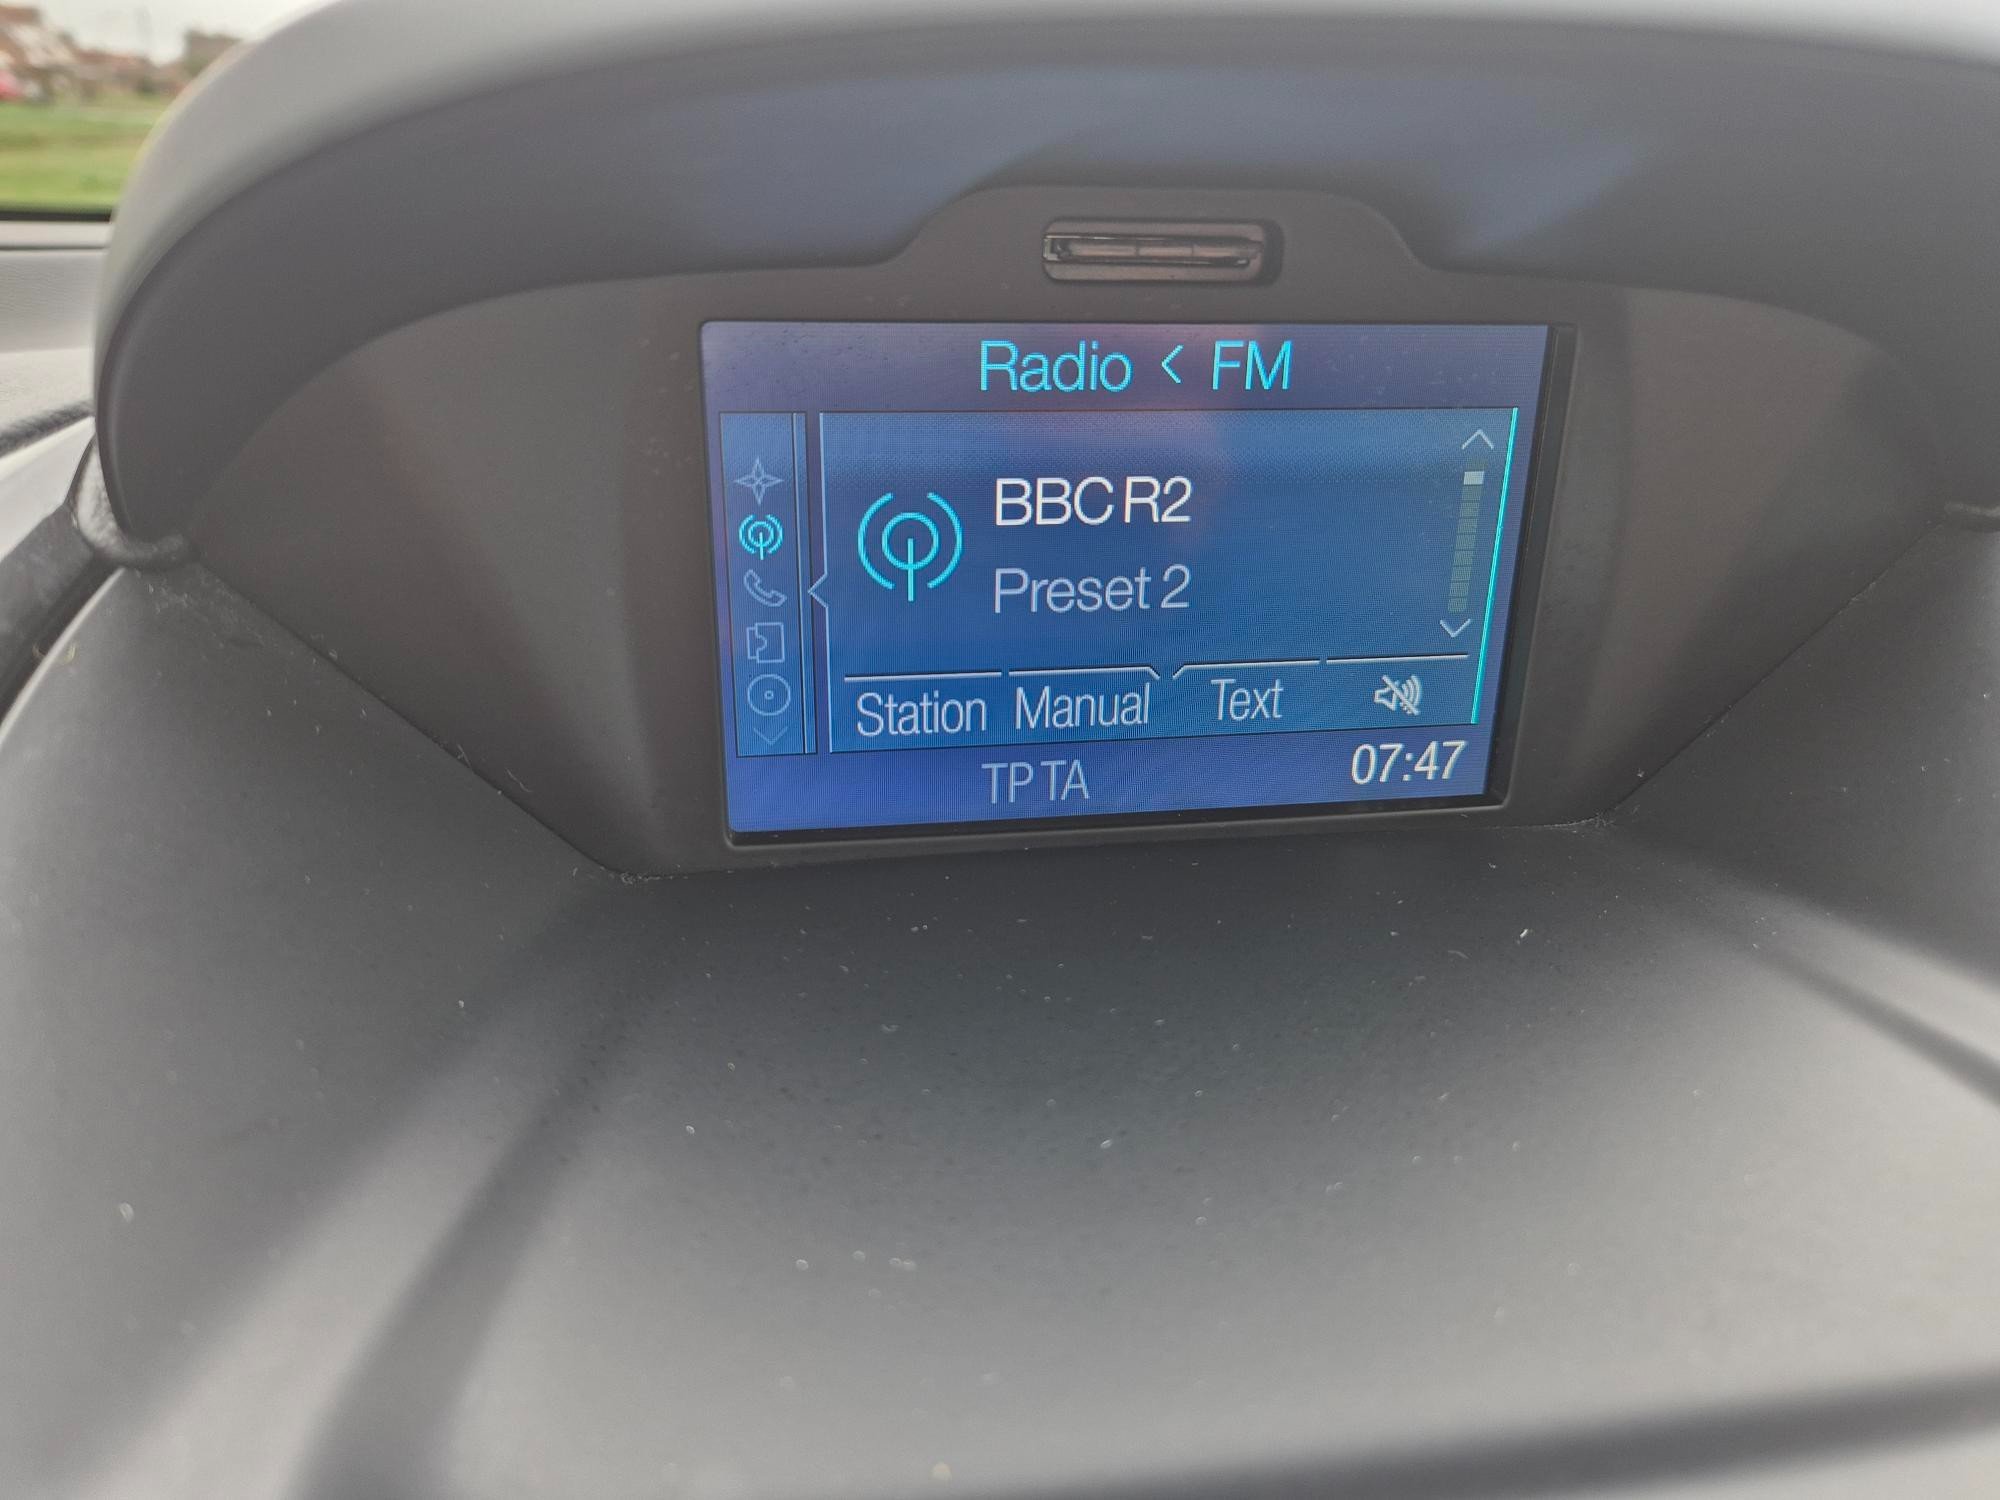 Radio < FM
BBC R2
Preset 2
Station Manual Text
TP TA 07:47